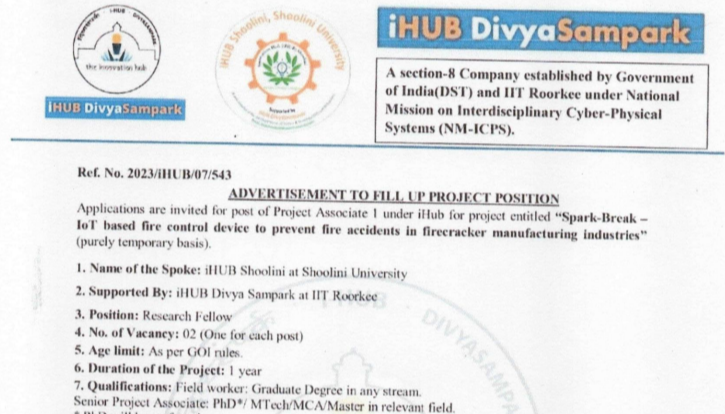 the innovation hub
iHUB DivyaSampark
iHUB Shoolini, Shoolini University
iHUB DivyaSampark
A section-8 Company established by Government
of India(DST) and IIT Roorkee under National
Mission on Interdisciplinary Cyber-Physical
Systems (NM-ICPS).
Ref. No. 2023/iHUB/07/543
ADVERTISEMENT TO FILL UP PROJECT POSITION
Applications are invited for post of Project Associate 1 under iHub for project entitled “Spark-Break –
IoT based fire control device to prevent fire accidents in firecracker manufacturing industries”
(purely temporary basis).
1. Name of the Spoke: iHUB Shoolini at Shoolini University
2. Supported By: iHUB Divya Sampark at IIT Roorkee
3. Position: Research Fellow
4. No. of Vacancy: 02 (One for each post)
5. Age limit: As per GOI rules.
6. Duration of the Project: 1 year
7. Qualifications: Field worker: Graduate Degree in any stream.
Senior Project Associate: PhD*/ MTech/MCA/Master in relevant field.
iHUB DIVYASAMPA